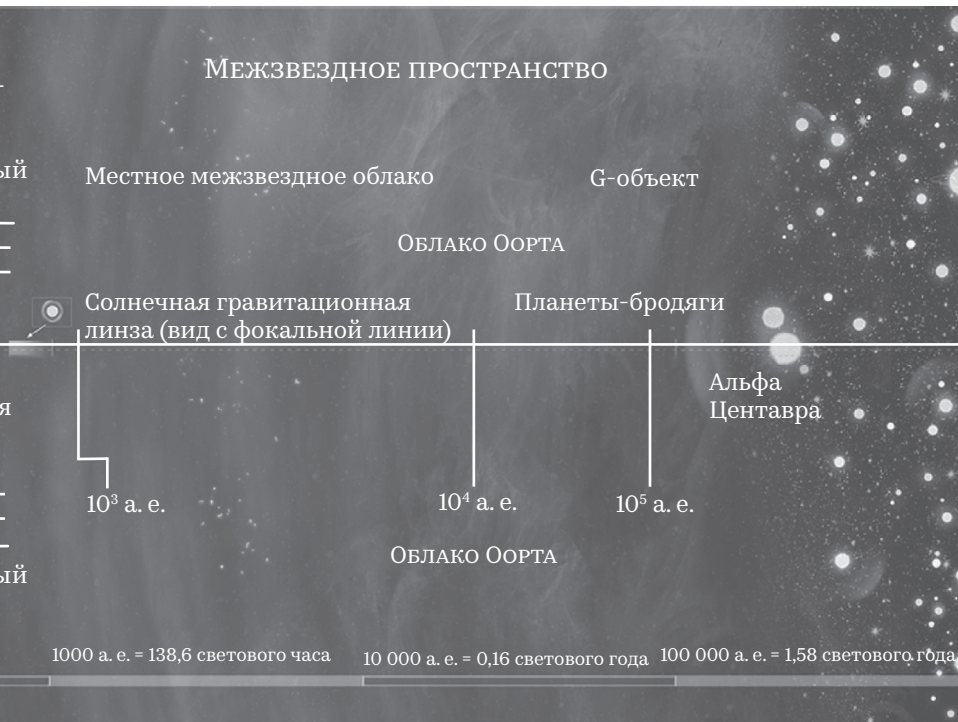 Межзвездное пространство
ый
Местное межзвездное облако
G-объект
Облако Оорта
Солнечная гравитационная
линза (вид с фокальной линии)
Планеты-бродяги
Альфа
Центавра
я
10³ а. е.
10⁴ а. е.
10⁵ а. е.
Облако Оорта
ый
1000 а. е. = 138,6 светового часа
10 000 а. е. = 0,16 светового года
100 000 а. е. = 1,58 светового года